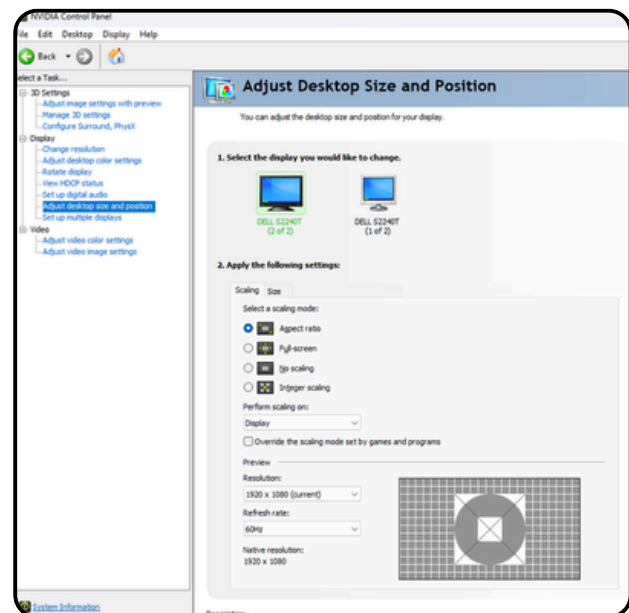 NVIDIA Control Panel
File Edit Desktop Display Help
Back
Select a Task...
3D Settings
Adjust image settings with preview
Manage 3D settings
Configure Surround, PhysX
Display
Change resolution
Adjust desktop color settings
Rotate display
View HDCP status
Set up digital audio
Adjust desktop size and position
Set up multiple displays
Video
Adjust video color settings
Adjust video image settings
System Information
Adjust Desktop Size and Position
You can adjust the desktop size and position for your display.
1. Select the display you would like to change.
DELL S2240T
(2 of 2)
DELL S2240T
(1 of 2)
2. Apply the following settings:
Scaling Size
Select a scaling mode:
Aspect ratio
Full-screen
No scaling
Integer scaling
Perform scaling on:
Display
Override the scaling mode set by games and programs
Preview
Resolution:
1920 x 1080 (current)
Refresh rate:
60Hz
Native resolution:
1920 x 1080